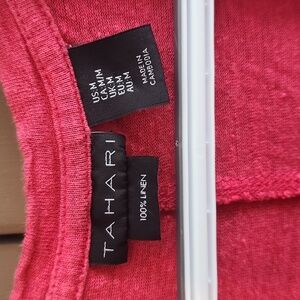 US M
CA M/M
UK M
EU M
AU M
MADE IN
CAMBODIA
TAHARI
100% LINEN